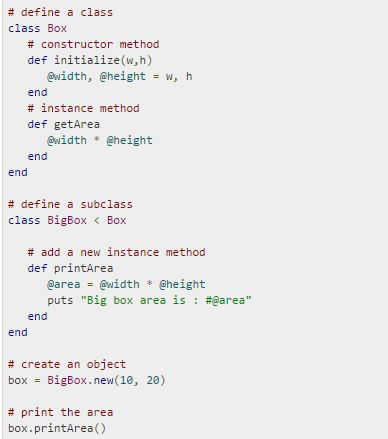 # define a class
class Box
   # constructor method
   def initialize(w,h)
      @width, @height = w, h
   end
   # instance method
   def getArea
      @width * @height
   end
end

# define a subclass
class BigBox < Box

   # add a new instance method
   def printArea
      @area = @width * @height
      puts "Big box area is : #@area"
   end
end

# create an object
box = BigBox.new(10, 20)

# print the area
box.printArea()